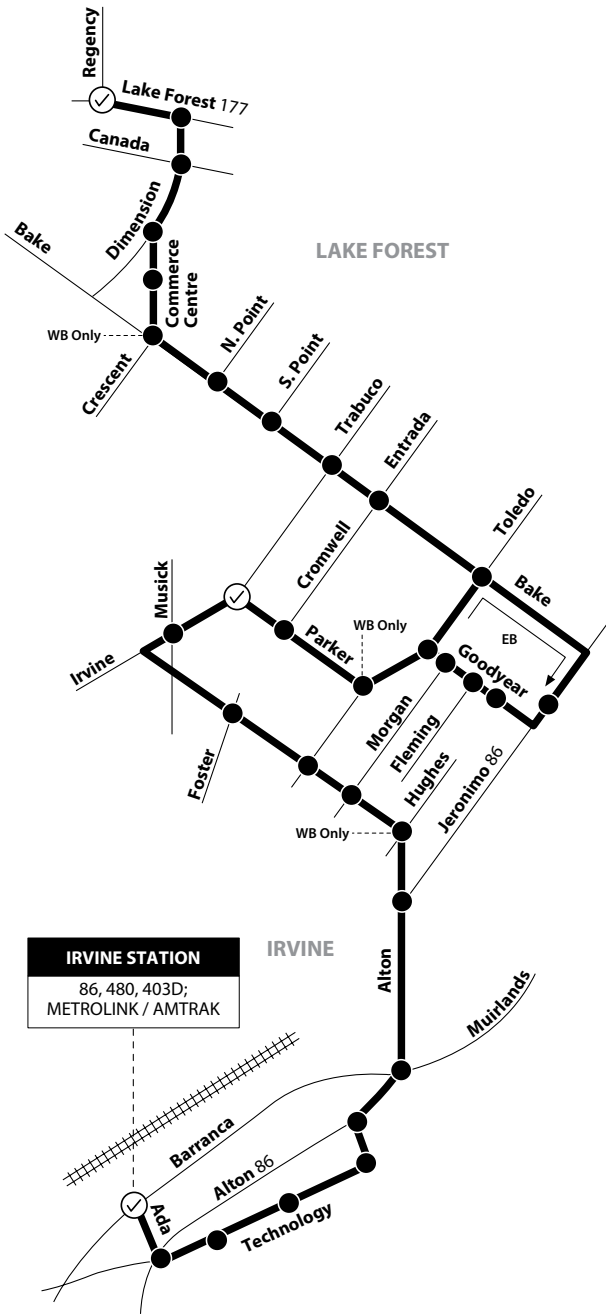 Regency
Lake Forest 177
Canada
Dimension
Bake
LAKE FOREST
Commerce
Centre
WB Only
Crescent
N. Point
S. Point
Trabuco
Entrada
Cromwell
Toledo
Bake
Musick
WB Only
EB
Parker
Goodyear
Irvine
Morgan
Fleming
Foster
Hughes
Jeronimo 86
WB Only
IRVINE STATION
86, 480, 403D;
METROLINK / AMTRAK
IRVINE
Alton
Muirlands
Barranca
Alton 86
Ada
Technology